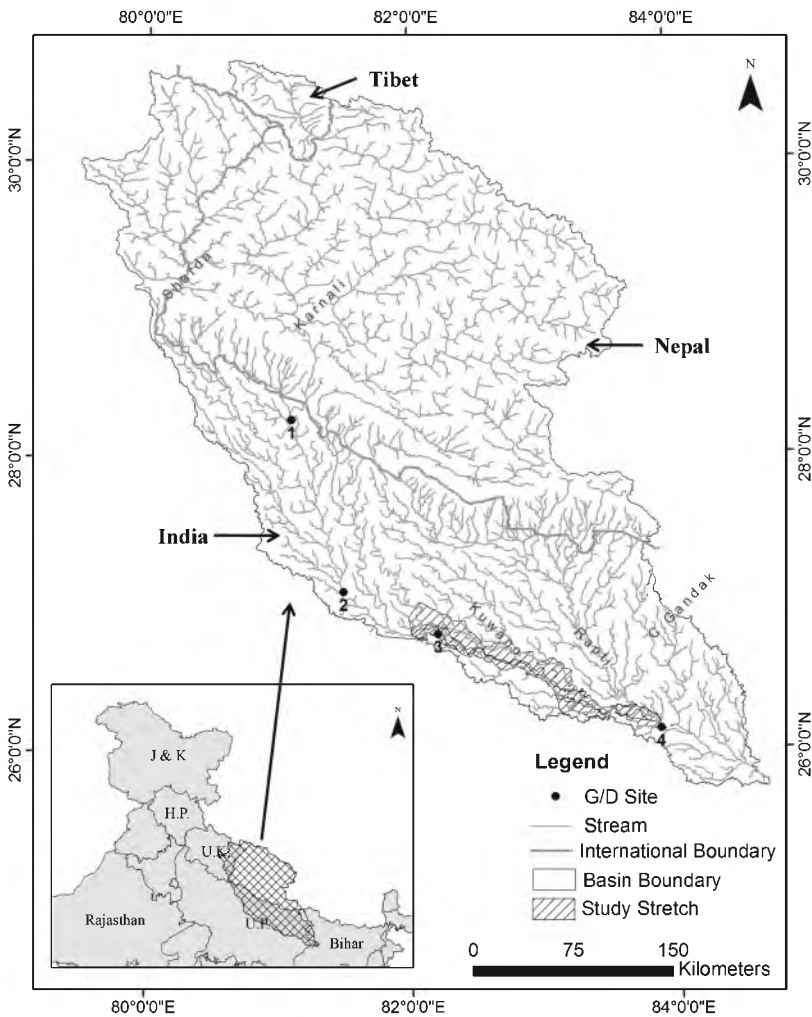 80°0'0"E 82°0'0"E 84°0'0"E
N
Tibet
30°0'0"N
30°0'0"N
Sharda
Karnali
Nepal
1
28°0'0"N
28°0'0"N
India
2
Kuwano
Rapti
G Gandak
3
4
26°0'0"N
26°0'0"N
N
J & K
H.P.
U.K.
Rajasthan
U.P.
Bihar
Legend
G/D Site
Stream
International Boundary
Basin Boundary
Study Stretch
0 75 150
Kilometers
80°0'0"E 82°0'0"E 84°0'0"E